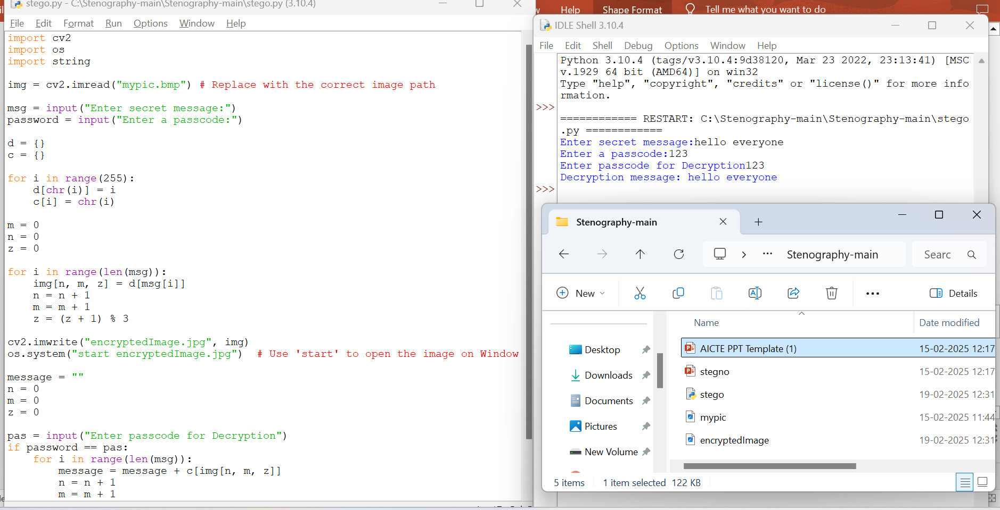 stego.py - C:\Stenography-main\Stenography-main\stego.py (3.10.4)
File Edit Format Run Options Window Help
import cv2
import os
import string
img = cv2.imread("mypic.bmp") # Replace with the correct image path
msg = input("Enter secret message:")
password = input("Enter a passcode:")
d = {}
c = {}
for i in range(255):
    d[chr(i)] = i
    c[i] = chr(i)
m = 0
n = 0
z = 0
for i in range(len(msg)):
    img[n, m, z] = d[msg[i]]
    n = n + 1
    m = m + 1
    z = (z + 1) % 3
cv2.imwrite("encryptedImage.jpg", img)
os.system("start encryptedImage.jpg")  # Use 'start' to open the image on Window
message = ""
n = 0
m = 0
z = 0
pas = input("Enter passcode for Decryption")
if password == pas:
    for i in range(len(msg)):
        message = message + c[img[n, m, z]]
        n = n + 1
        m = m + 1
Help Shape Format Tell me what you want to do
IDLE Shell 3.10.4
File Edit Shell Debug Options Window Help
Python 3.10.4 (tags/v3.10.4:9d38120, Mar 23 2022, 23:13:41) [MSC
v.1929 64 bit (AMD64)] on win32
Type "help", "copyright", "credits" or "license()" for more info
rmation.
>>>
============ RESTART: C:\Stenography-main\Stenography-main\stego
.py ============
Enter secret message:hello everyone
Enter a passcode:123
Enter passcode for Decryption123
Decryption message: hello everyone
>>>
Stenography-main
Stenography-main Searc
New Details
Name Date modified
Desktop
Downloads
Documents
Pictures
New Volume
AICTE PPT Template (1) 15-02-2025 12:17
stegno 15-02-2025 12:17
stego 19-02-2025 12:31
mypic 15-02-2025 11:44
encryptedImage 19-02-2025 12:31
5 items 1 item selected 122 KB